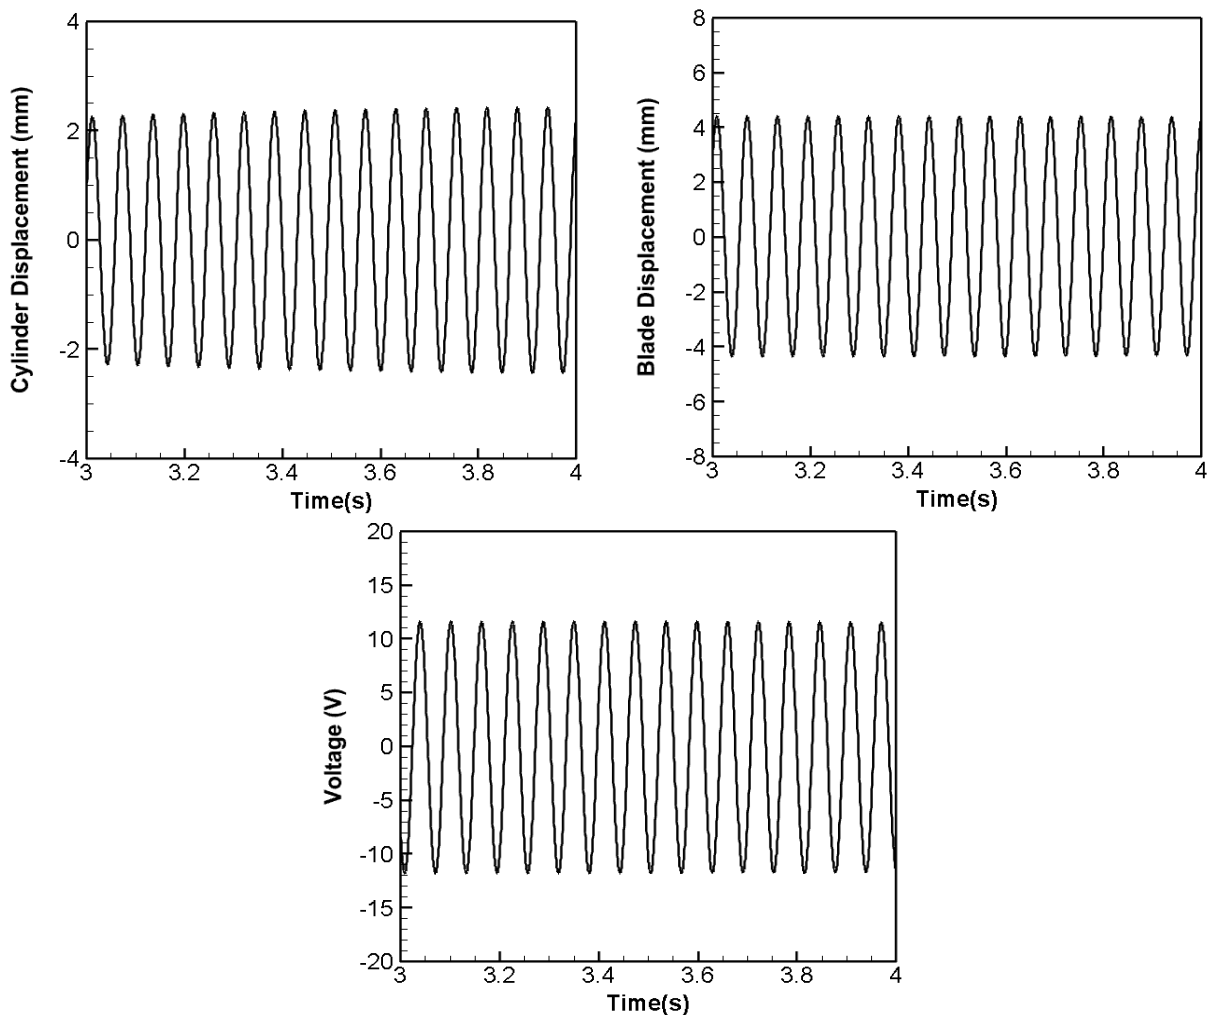 4
2
0
-2
-4
Cylinder Displacement (mm)
3 3.2 3.4 3.6 3.8 4
Time(s)
8
6
4
2
0
-2
-4
-6
-8
Blade Displacement (mm)
3 3.2 3.4 3.6 3.8 4
Time(s)
20
15
10
5
0
-5
-10
-15
-20
Voltage (V)
3 3.2 3.4 3.6 3.8 4
Time(s)